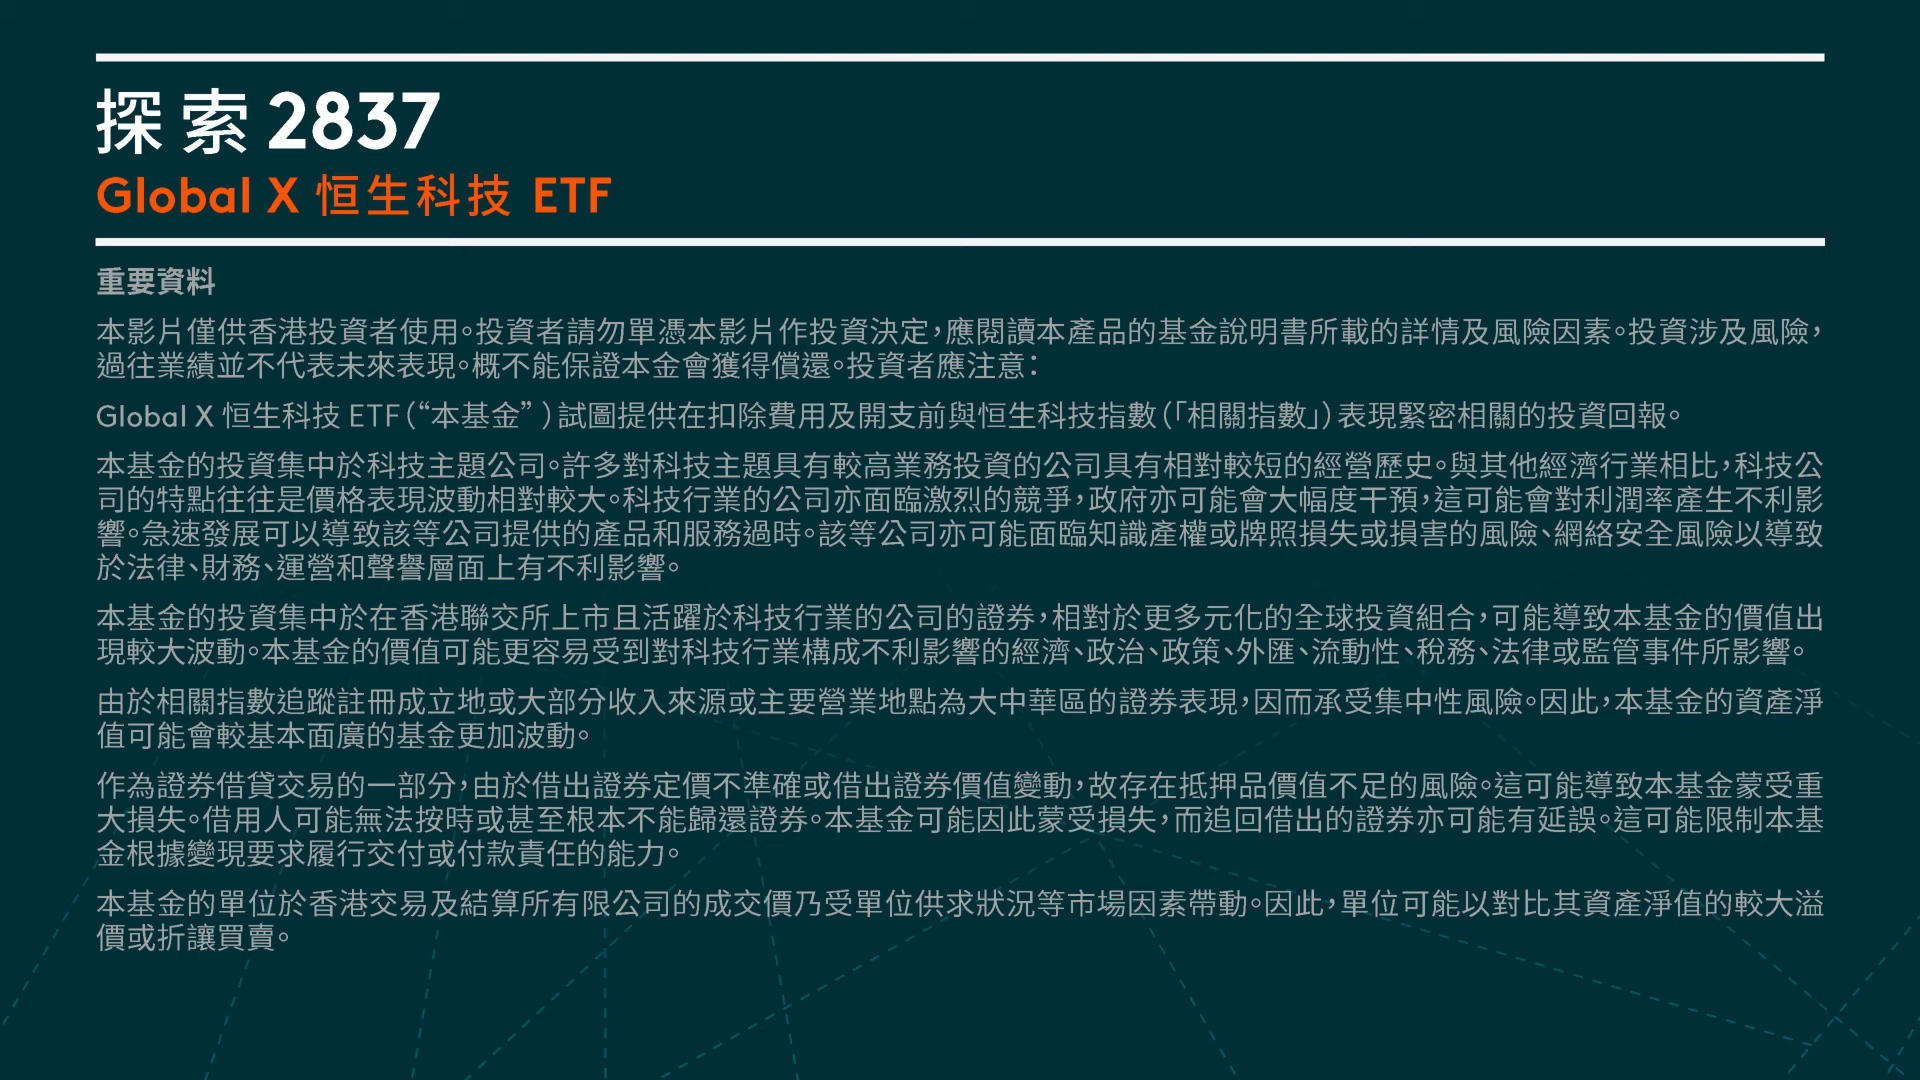 探索2837
Global X 恒生科技 ETF
重要資料
本影片僅供香港投資者使用。投資者請勿單憑本影片作投資決定，應閱讀本產品的基金說明書所載的詳情及風險因素。投資涉及風險，
過往業績並不代表未來表現。概不能保證本金會獲得償還。投資者應注意：
Global X 恒生科技 ETF（“本基金” ）試圖提供在扣除費用及開支前與恒生科技指數（「相關指數」）表現緊密相關的投資回報。
本基金的投資集中於科技主題公司。許多對科技主題具有較高業務投資的公司具有相對較短的經營歷史。與其他經濟行業相比，科技公
司的特點往往是價格表現波動相對較大。科技行業的公司亦面臨激烈的競爭，政府亦可能會大幅度干預，這可能會對利潤率產生不利影
響。急速發展可以導致該等公司提供的產品和服務過時。該等公司亦可能面臨知識產權或牌照損失或損害的風險、網絡安全風險以導致
於法律、財務、運營和聲譽層面上有不利影響。
本基金的投資集中於在香港聯交所上市且活躍於科技行業的公司的證券，相對於更多元化的全球投資組合，可能導致本基金的價值出
現較大波動。本基金的價值可能更容易受到對科技行業構成不利影響的經濟、政治、政策、外匯、流動性、稅務、法律或監管事件所影響。
由於相關指數追蹤註冊成立地或大部分收入來源或主要營業地點為大中華區的證券表現，因而承受集中性風險。因此，本基金的資產淨
值可能會較基本面廣的基金更加波動。
作為證券借貸交易的一部分，由於借出證券定價不準確或借出證券價值變動，故存在抵押品價值不足的風險。這可能導致本基金蒙受重
大損失。借用人可能無法按時或甚至根本不能歸還證券。本基金可能因此蒙受損失，而追回借出的證券亦可能有延誤。這可能限制本基
金根據變現要求履行交付或付款責任的能力。
本基金的單位於香港交易及結算所有限公司的成交價乃受單位供求狀況等市場因素帶動。因此，單位可能以對比其資產淨值的較大溢
價或折讓買賣。